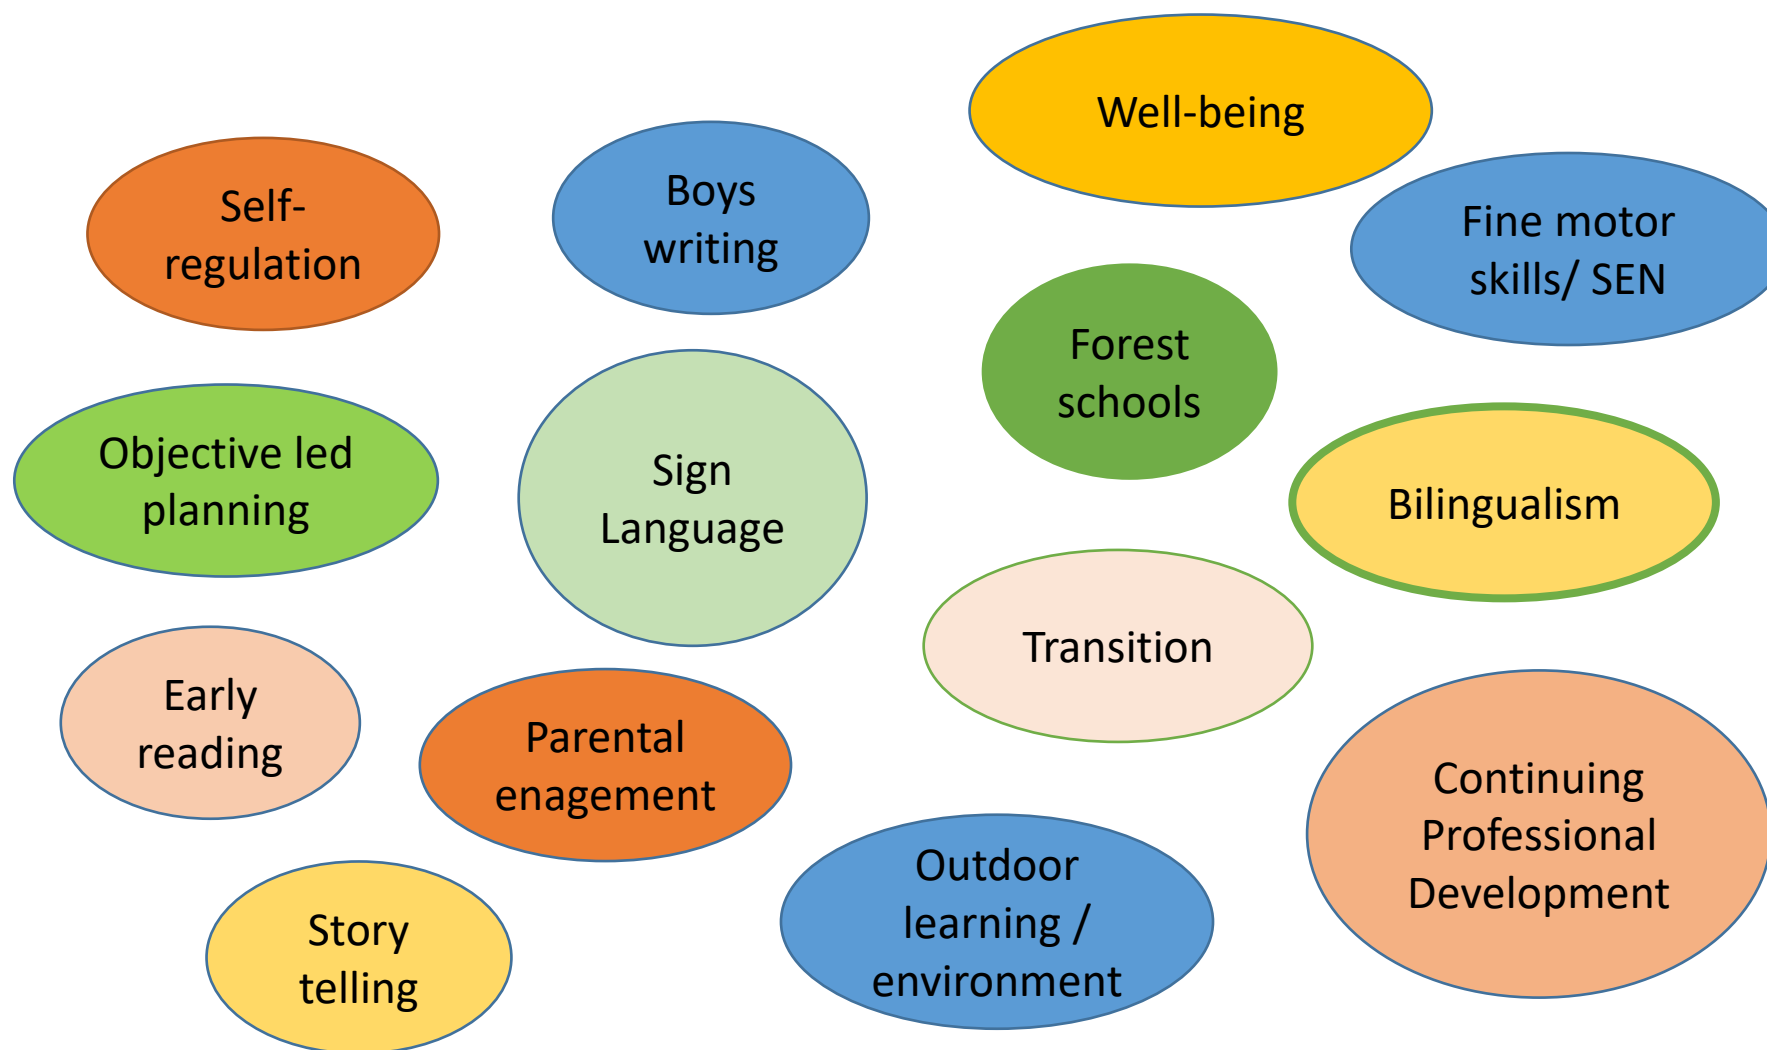 Well-being
Self-
regulation
Boys
writing
Fine motor
skills/ SEN
Forest
schools
Objective led
planning
Sign
Language
Bilingualism
Transition
Early
reading
Parental
enagement
Continuing
Professional
Development
Outdoor
learning /
environment
Story
telling